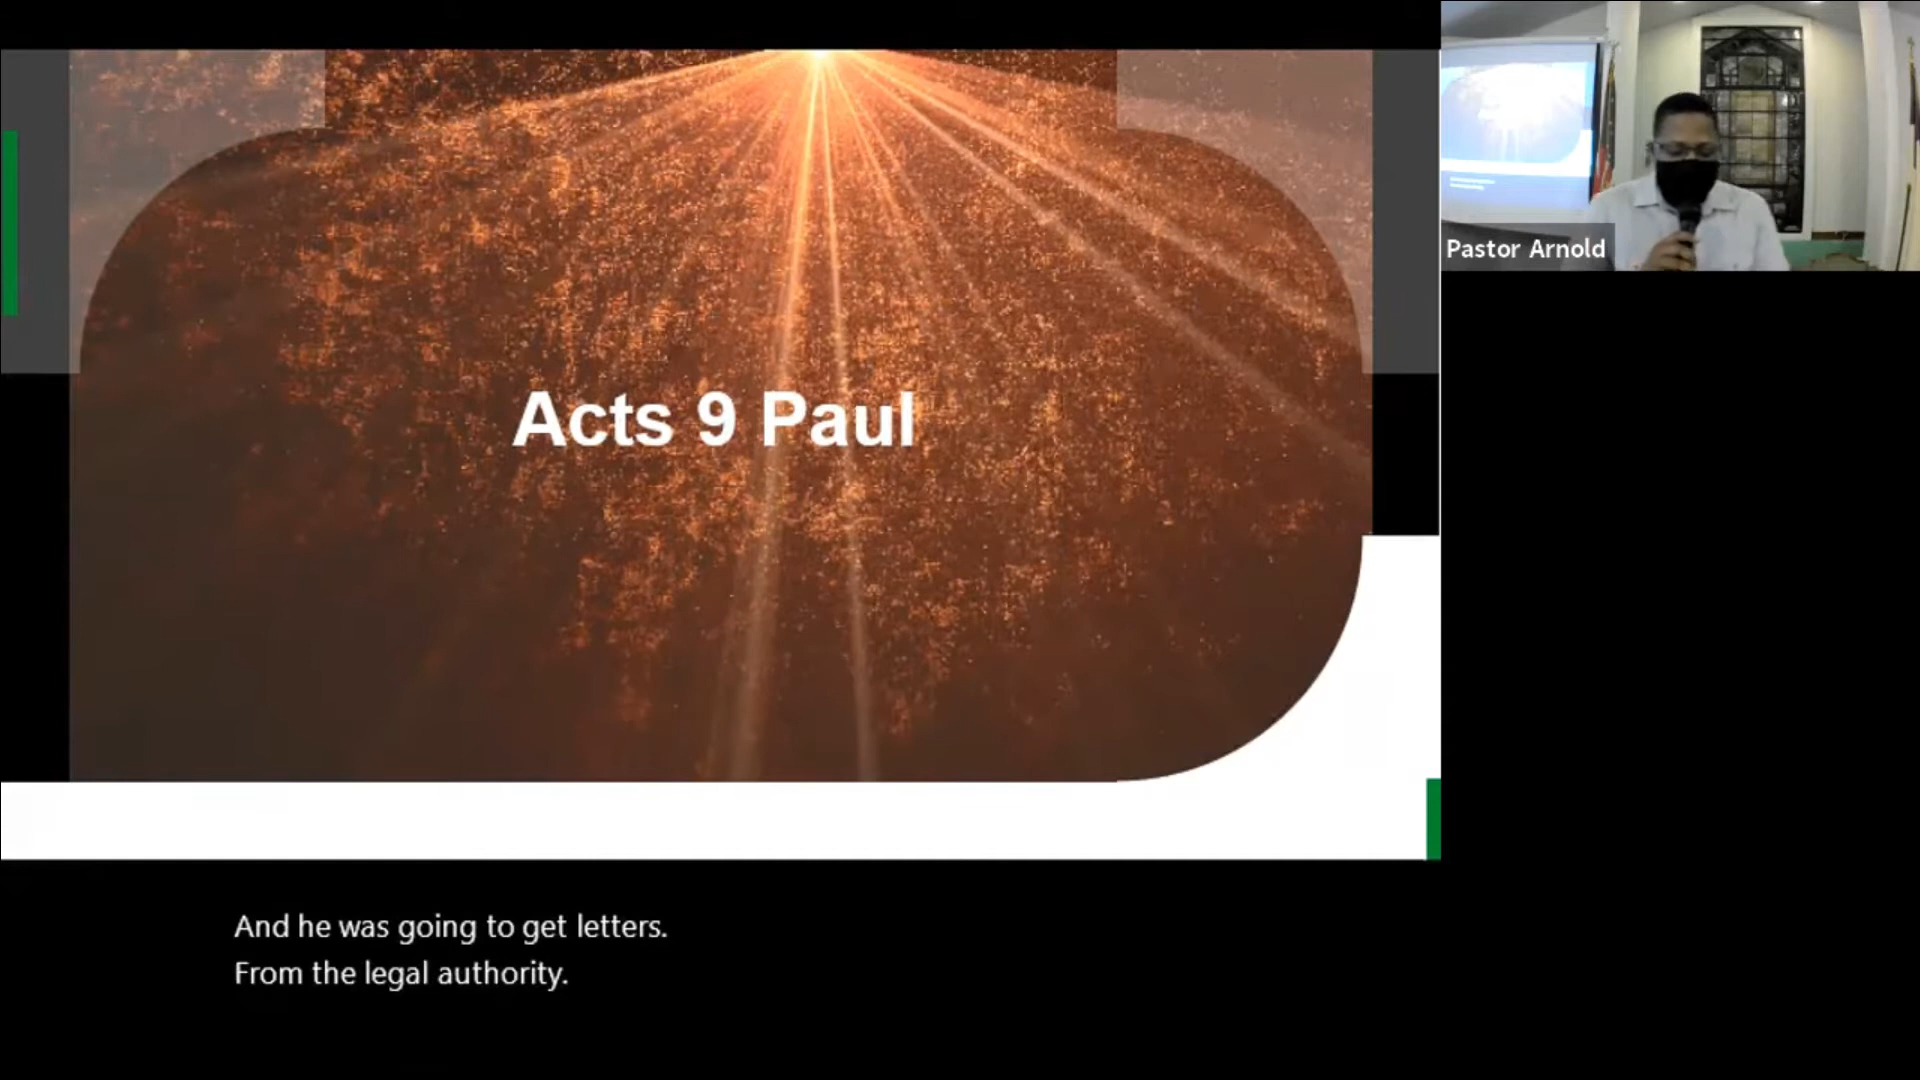 Acts 9 Paul
Pastor Arnold
And he was going to get letters.
From the legal authority.